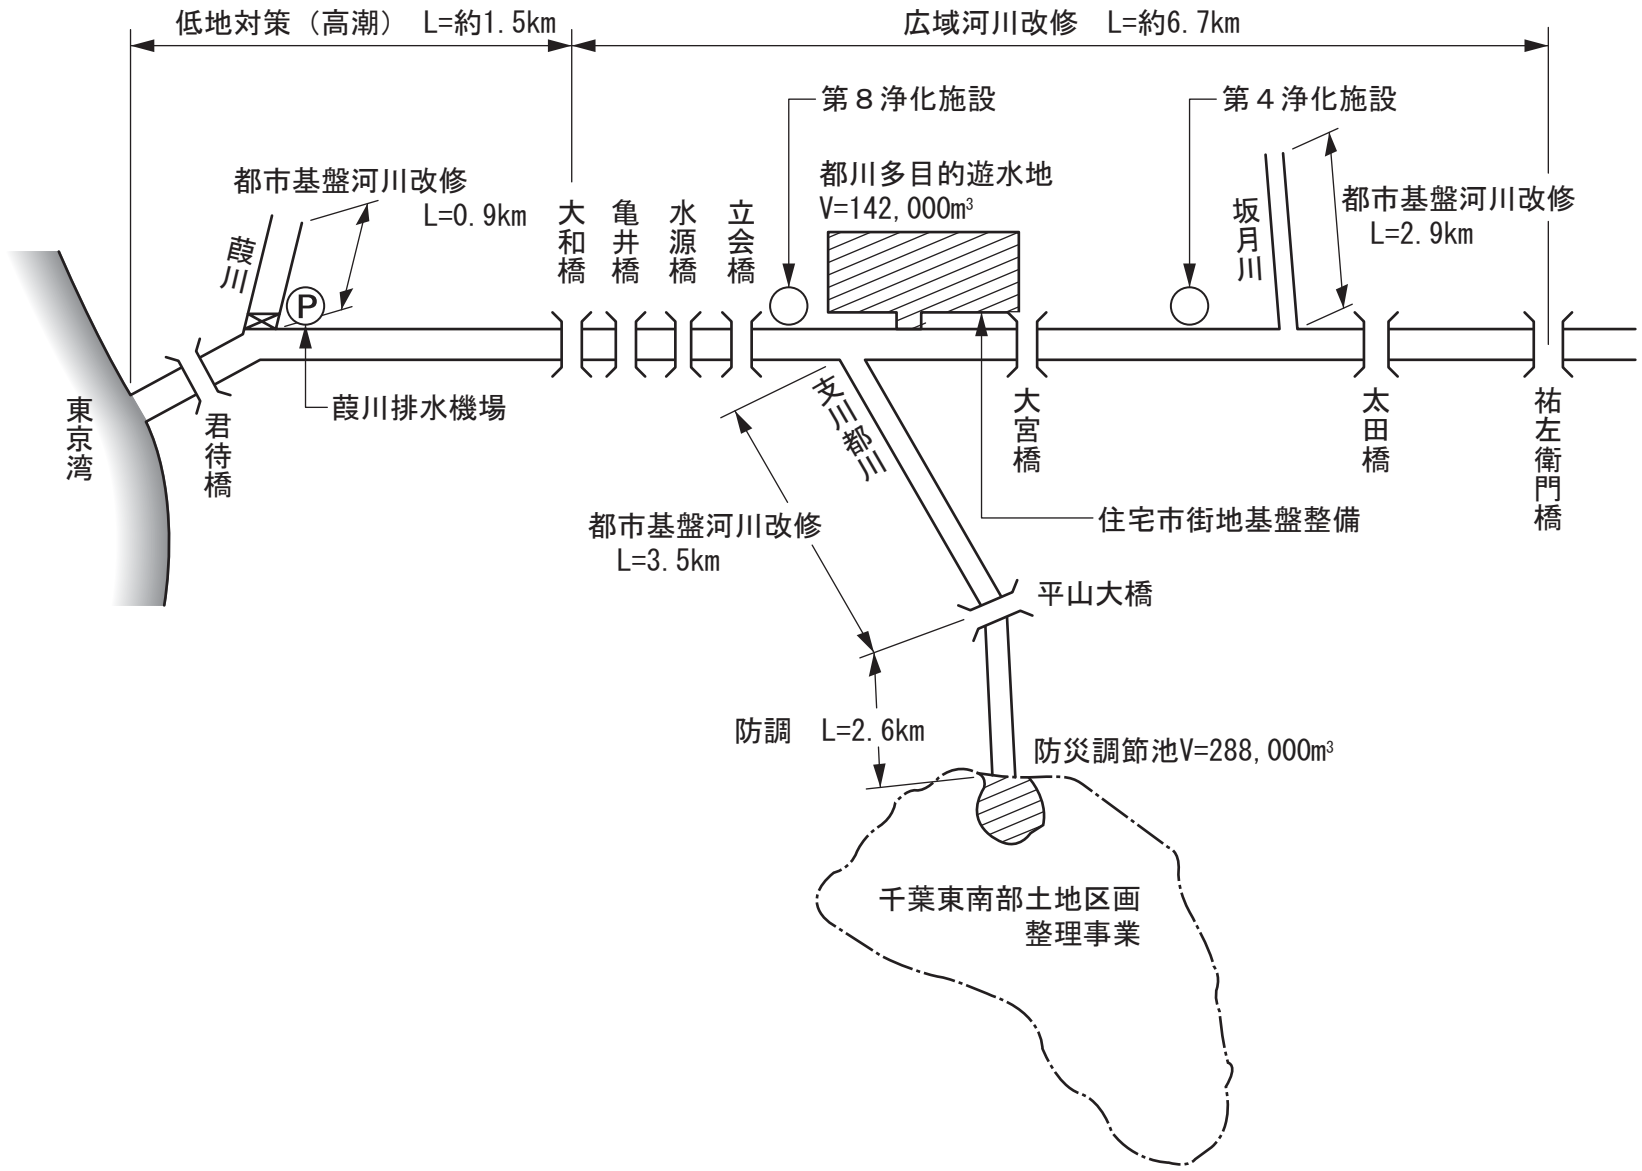 低地対策（高潮） L=約1.5km
広域河川改修 L=約6.7km
第８浄化施設
第４浄化施設
都市基盤河川改修
L=0.9km
都川多目的遊水地
V=142,000m³
都市基盤河川改修
L=2.9km
葭川
大和橋
亀井橋
水源橋
立会橋
坂月川
P
東京湾
君待橋
葭川排水機場
支川都川
大宮橋
太田橋
祐左衛門橋
都市基盤河川改修
L=3.5km
住宅市街地基盤整備
平山大橋
防調 L=2.6km
防災調節池V=288,000m³
千葉東南部土地区画
整理事業